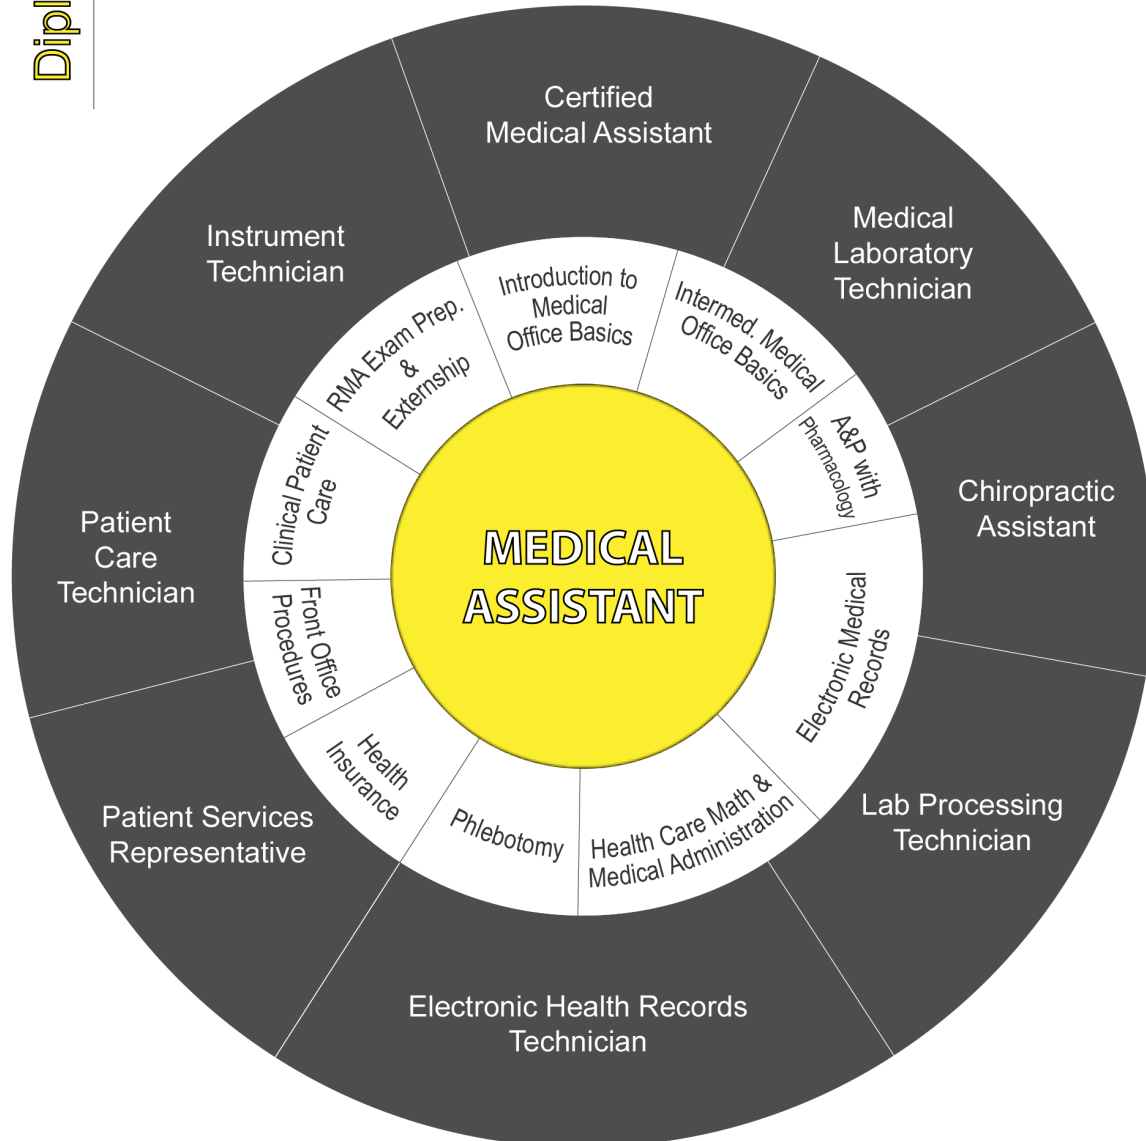 Dipl
Certified
Medical Assistant
Medical
Laboratory
Technician
Chiropractic
Assistant
Lab Processing
Technician
Electronic Health Records
Technician
Patient Services
Representative
Patient
Care
Technician
Instrument
Technician
Introduction to
Medical
Office Basics
Intermed. Medical
Office Basics
A&P with
Pharmacology
Electronic Medical
Records
Health Care Math &
Medical Administration
Phlebotomy
Health
Insurance
Front Office
Procedures
Clinical Patient
Care
RMA Exam Prep.
&
Externship
MEDICAL
ASSISTANT